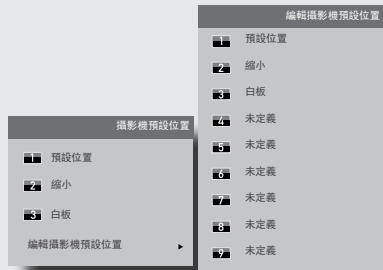 攝影機預設位置
1 預設位置
2 縮小
3 白板
編輯攝影機預設位置
編輯攝影機預設位置
1 預設位置
2 縮小
3 白板
4 未定義
5 未定義
6 未定義
7 未定義
8 未定義
9 未定義